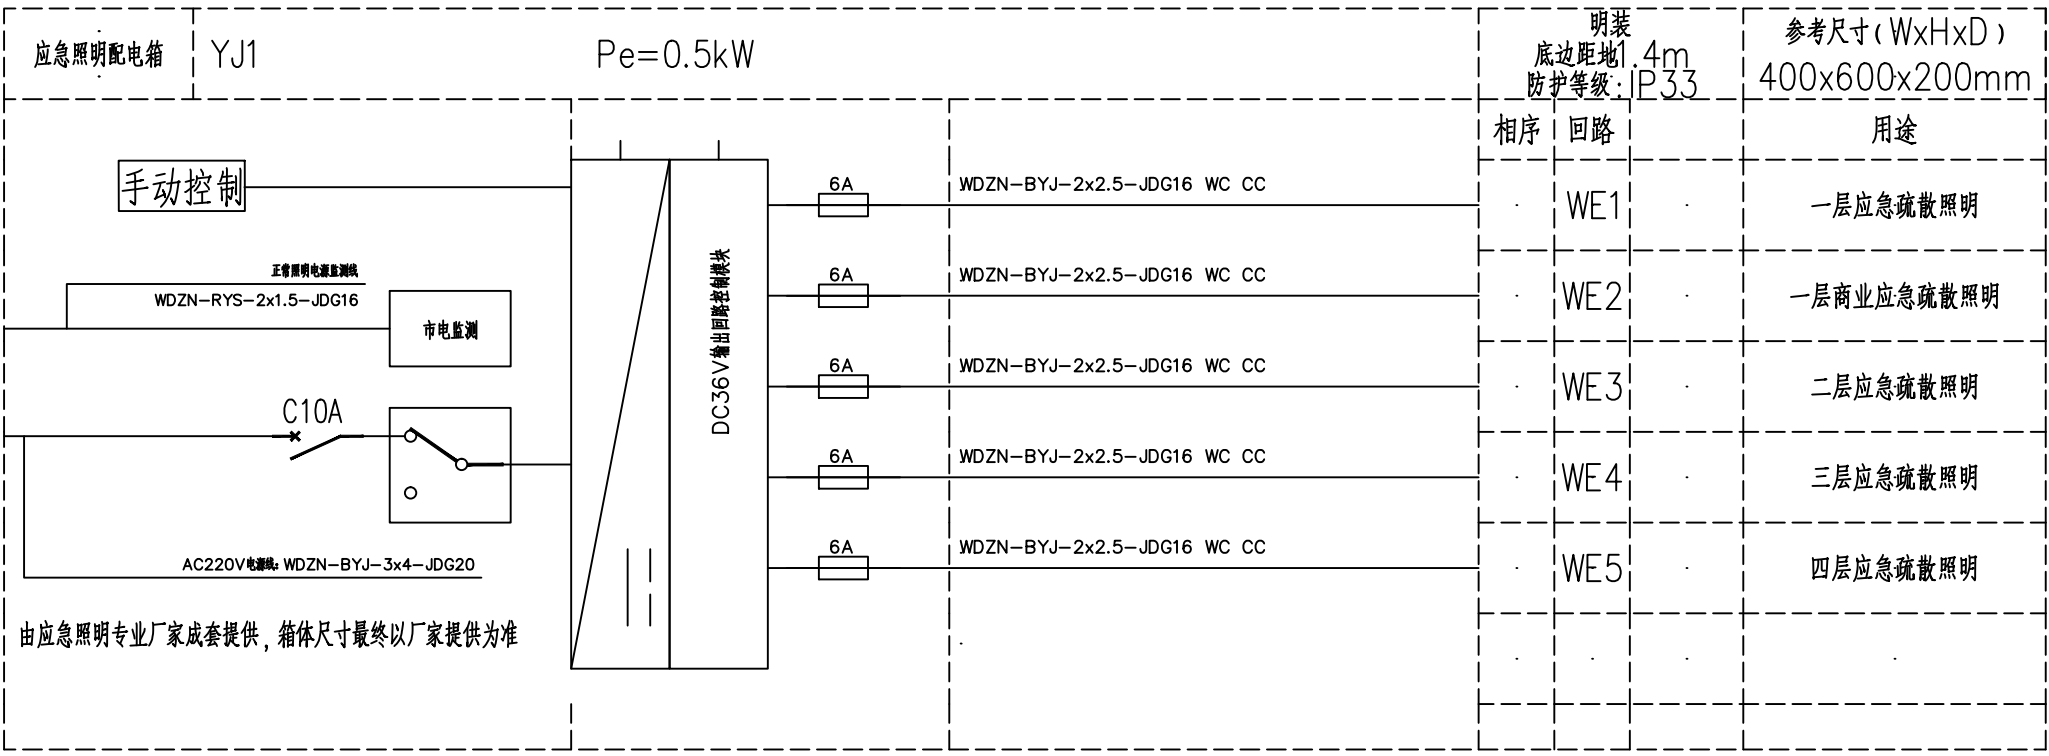 应急照明配电箱
YJ1
Pe=0.5kW
明装
底边距地1.4m
防护等级:IP33
参考尺寸(WxHxD)
400x600x200mm
相序
回路
用途
手动控制
正常照明电源监测线
WDZN-RYS-2x1.5-JDG16
市电监测
C10A
AC220V电源线: WDZN-BYJ-3x4-JDG20
由应急照明专业厂家成套提供, 箱体尺寸最终以厂家提供为准
DC36V输出回路控制模块
6A
WDZN-BYJ-2x2.5-JDG16 WC CC
WE1
一层应急疏散照明
6A
WDZN-BYJ-2x2.5-JDG16 WC CC
WE2
一层商业应急疏散照明
6A
WDZN-BYJ-2x2.5-JDG16 WC CC
WE3
二层应急疏散照明
6A
WDZN-BYJ-2x2.5-JDG16 WC CC
WE4
三层应急疏散照明
6A
WDZN-BYJ-2x2.5-JDG16 WC CC
WE5
四层应急疏散照明